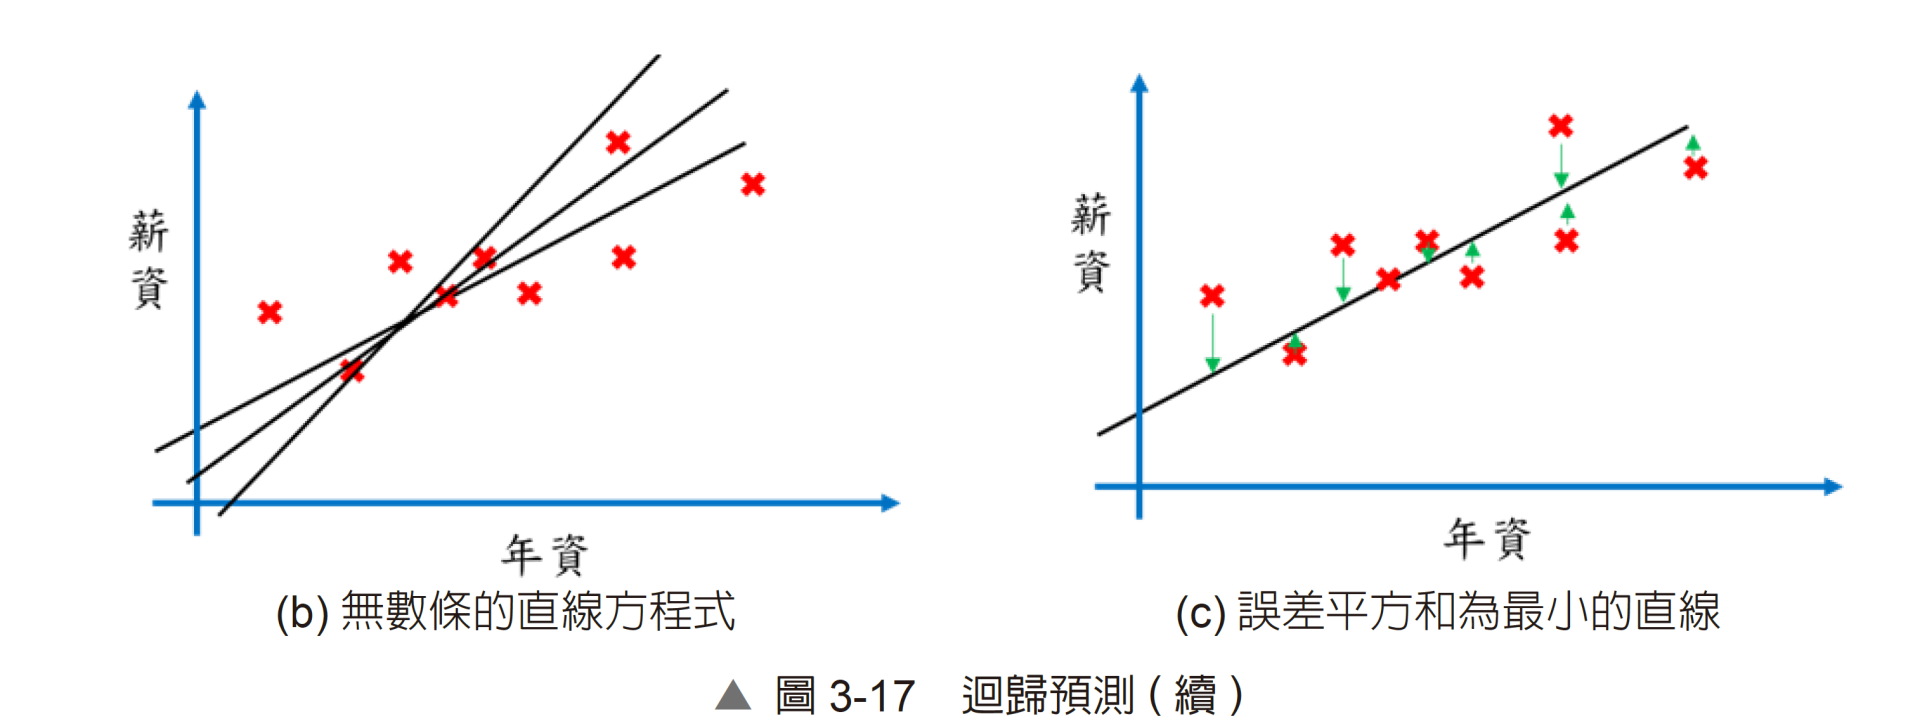 薪資
年資
(b) 無數條的直線方程式
薪資
年資
(c) 誤差平方和為最小的直線
▲ 圖 3-17 迴歸預測 ( 續 )